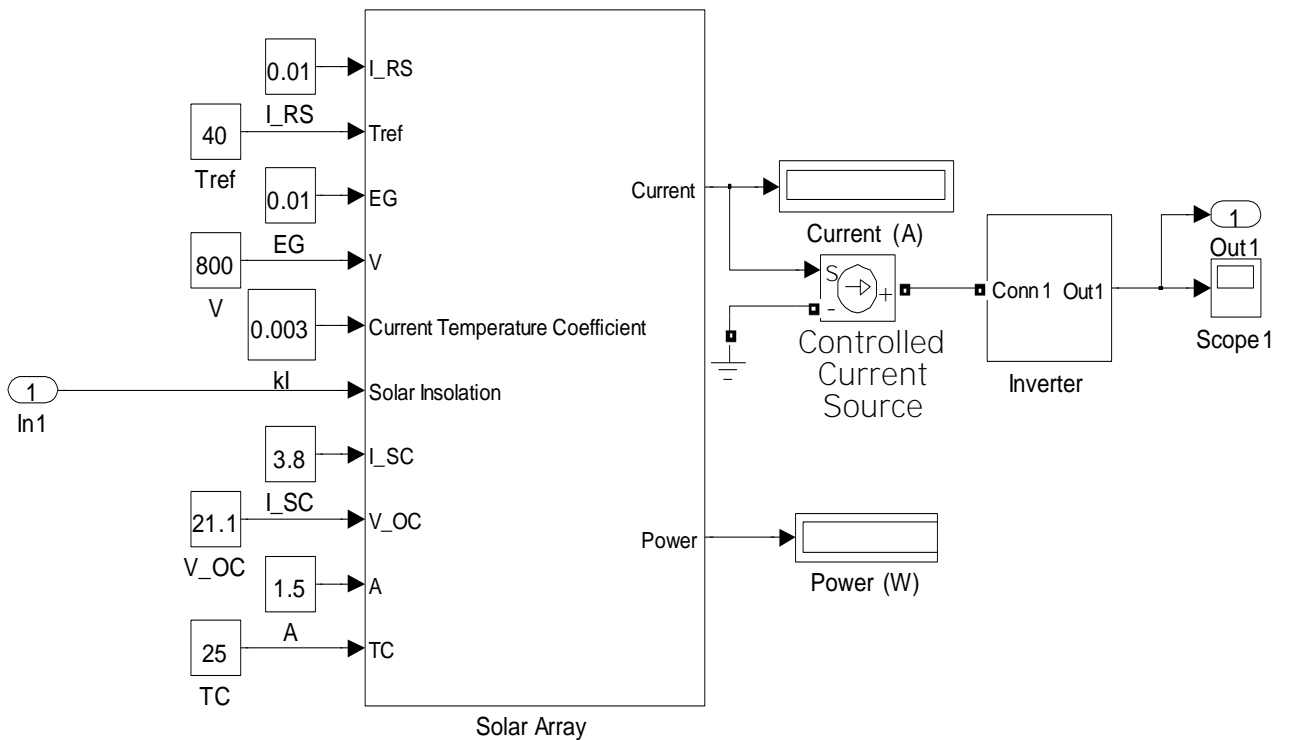 0.01
I_RS
I_RS
40
Tref
Tref
0.01
EG
EG
800
V
V
0.003
Current Temperature Coefficient
kI
1
In1
Solar Insolation
3.8
I_SC
I_SC
21.1
V_OC
V_OC
1.5
A
A
25
TC
TC
Solar Array
Current
Current (A)
S
+
-
Controlled
Current
Source
Conn1
Out1
Inverter
1
Out1
Scope1
Power
Power (W)